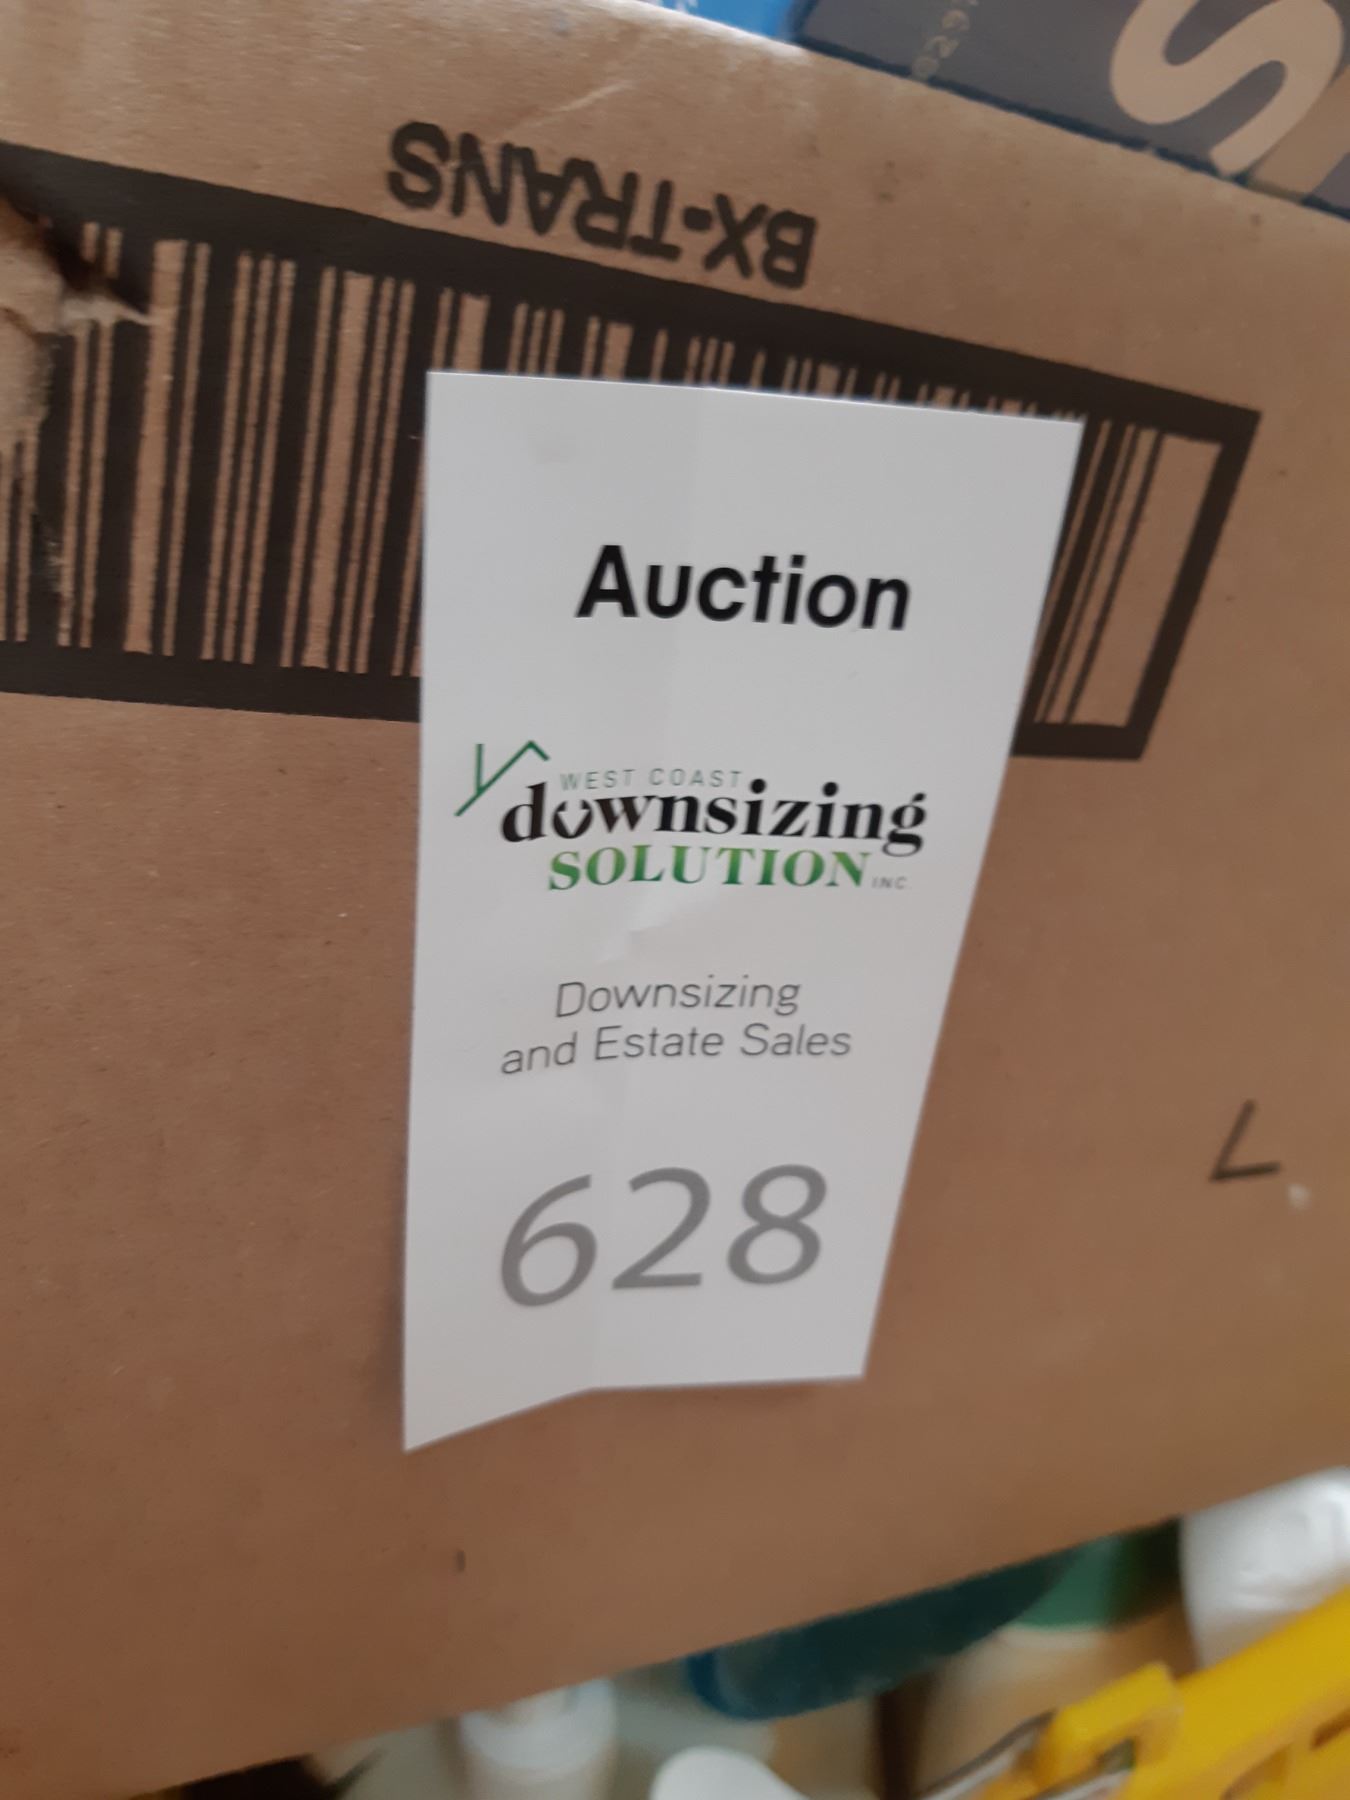 BX-TRANS
Auction
WEST COAST
downsizing
SOLUTION INC.
Downsizing
and Estate Sales
628